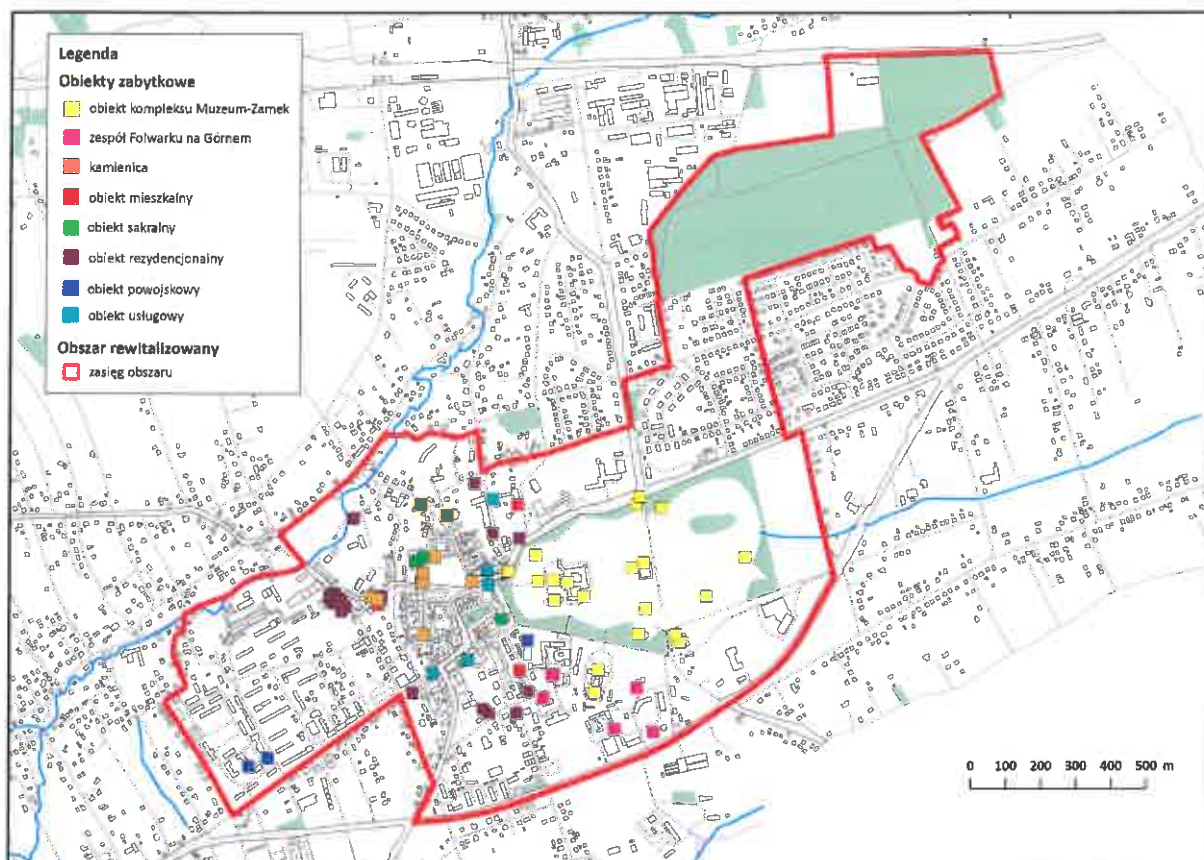 Legenda
Obiekty zabytkowe
obiekt kompleksu Muzeum-Zamek
zespół Folwarku na Górnem
kamienica
obiekt mieszkalny
obiekt sakralny
obiekt rezydencjonalny
obiekt powojskowy
obiekt usługowy
Obszar rewitalizowany
zasięg obszaru
0 100 200 300 400 500 m